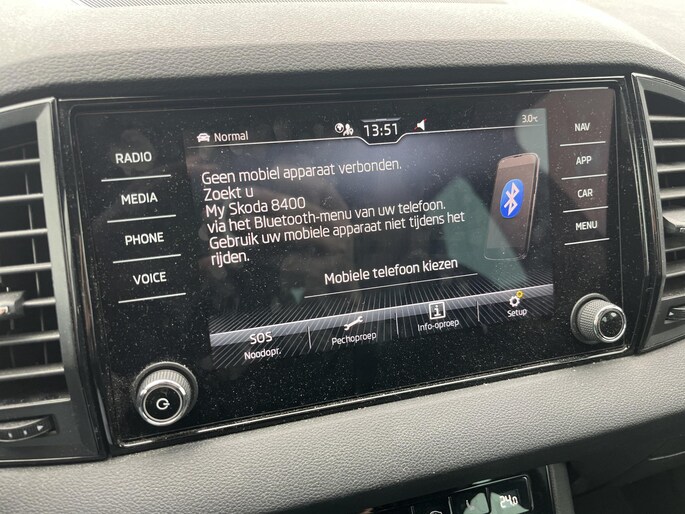 Normal
13:51
3.0°C
RADIO
MEDIA
PHONE
VOICE
Geen mobiel apparaat verbonden.
Zoekt u
My Skoda 8400
via het Bluetooth-menu van uw telefoon.
Gebruik uw mobiele apparaat niet tijdens het
rijden.
Mobiele telefoon kiezen
SOS
Noodopr.
Pechoproep
Info-oproep
Setup
NAV
APP
CAR
MENU
24.0